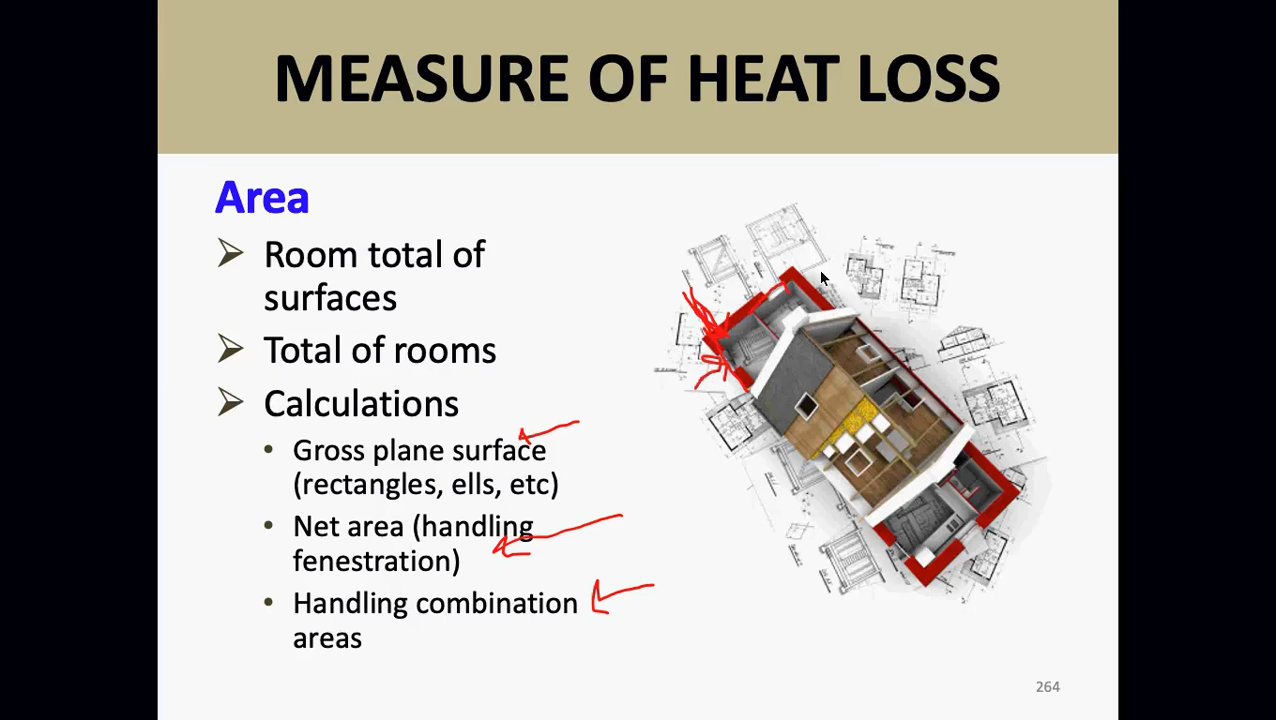 MEASURE OF HEAT LOSS
Area
Room total of
surfaces
Total of rooms
Calculations
Gross plane surface
(rectangles, ells, etc)
Net area (handling
fenestration)
Handling combination
areas
264